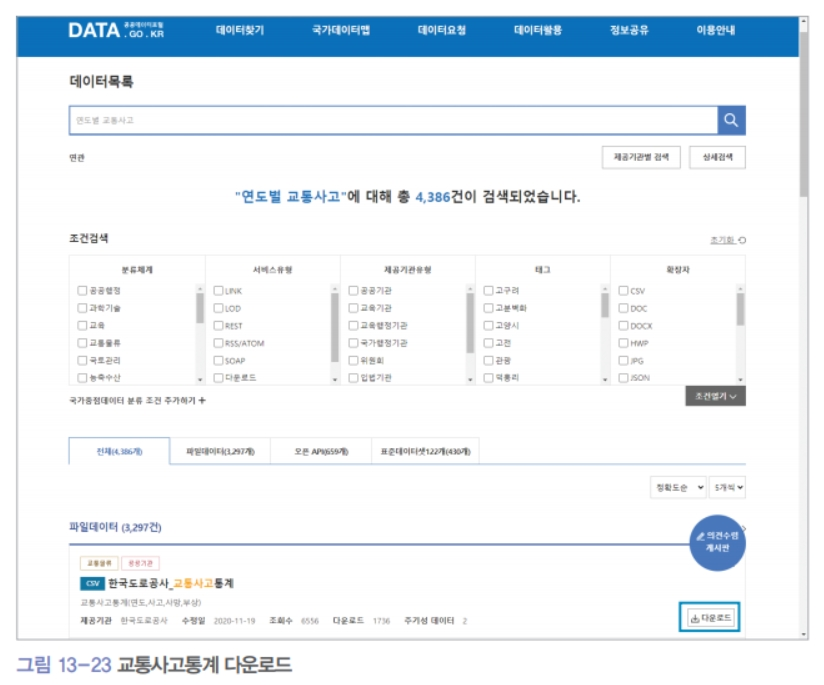 DATA 공공데이터포털 .GO.KR 데이터찾기 국가데이터맵 데이터요청 데이터활용 정보공유 이용안내
데이터목록
연도별 교통사고
연관 제공기관별 검색 상세검색
"연도별 교통사고"에 대해 총 4,386건이 검색되었습니다.
조건검색 초기화
분류체계 서비스유형 제공기관유형 태그 확장자
공공행정 LINK 공공기관 고구려 CSV
과학기술 LOD 교육기관 고분벽화 DOC
교육 REST 교육행정기관 고양시 DOCX
교통물류 RSS/ATOM 국가행정기관 고전 HWP
국토관리 SOAP 위원회 관광 JPG
농축수산 다운로드 입법기관 덕흥리 JSON
국가중점데이터 분류 조건 추가하기 + 조건열기
전체(4,386개) 파일데이터(3,297개) 오픈 API(659개) 표준데이터셋122개(430개)
정확도순 5개씩
파일데이터 (3,297건)
의견수렴
게시판
교통물류 공공기관
CSV 한국도로공사_교통사고통계
교통사고통계(연도,사고,사망,부상)
제공기관 한국도로공사 수정일 2020-11-19 조회수 6556 다운로드 1736 주기성 데이터 2 다운로드
그림 13-23 교통사고통계 다운로드